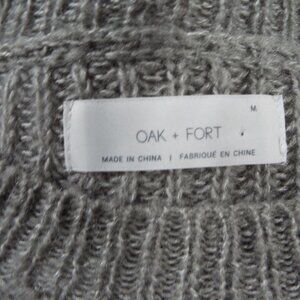 M
OAK + FORT
MADE IN CHINA | FABRIQUÉ EN CHINE